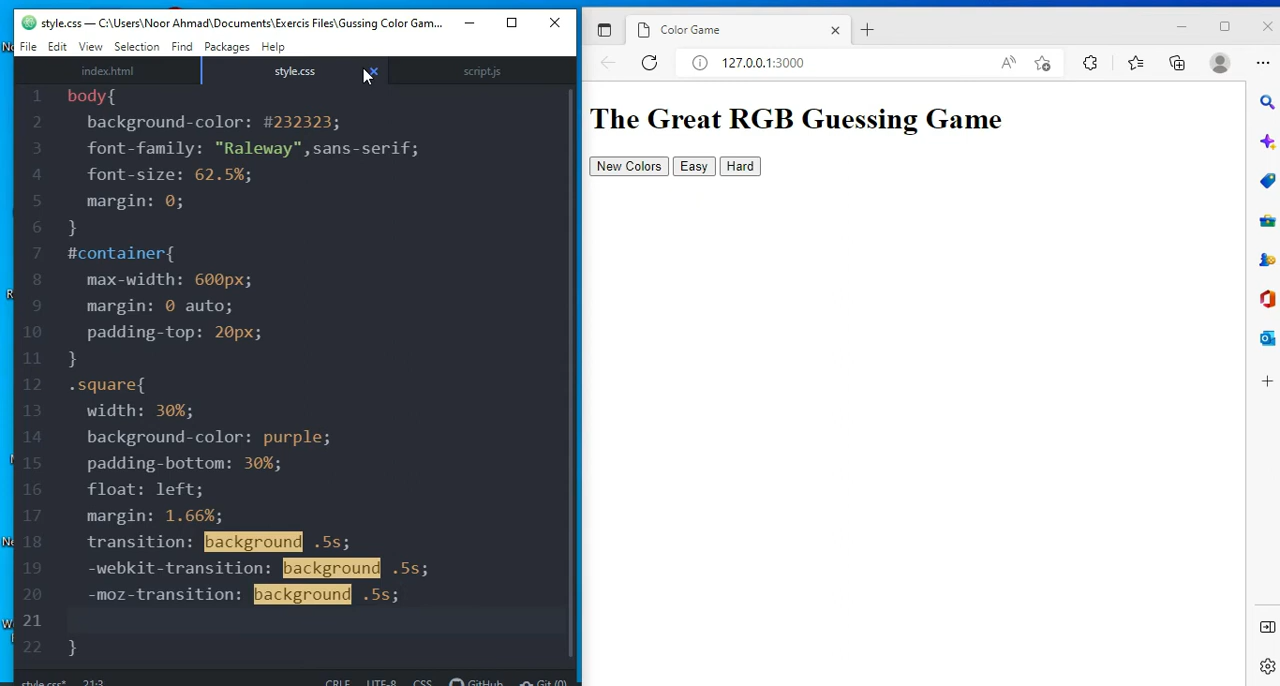 style.css — C:\Users\Noor Ahmad\Documents\Exercis Files\Gussing Color Gam...
File Edit View Selection Find Packages Help
index.html style.css script.js
1 body{
2 background-color: #232323;
3 font-family: "Raleway",sans-serif;
4 font-size: 62.5%;
5 margin: 0;
6 }
7 #container{
8 max-width: 600px;
9 margin: 0 auto;
10 padding-top: 20px;
11 }
12 .square{
13 width: 30%;
14 background-color: purple;
15 padding-bottom: 30%;
16 float: left;
17 margin: 1.66%;
18 transition: background .5s;
19 -webkit-transition: background .5s;
20 -moz-transition: background .5s;
21
22 }
style.css* 21:3 CRLF UTF-8 CSS GitHub Git (0)
Color Game
127.0.0.1:3000
The Great RGB Guessing Game
New Colors Easy Hard